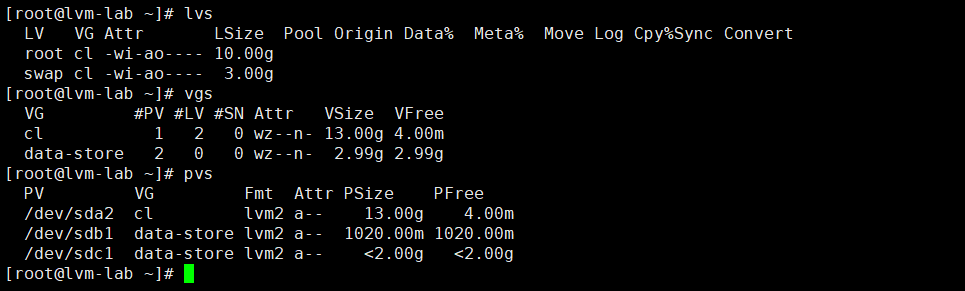 [root@lvm-lab ~]# lvs
  LV   VG Attr       LSize  Pool Origin Data%  Meta%  Move Log Cpy%Sync Convert
  root cl -wi-ao---- 10.00g
  swap cl -wi-ao----  3.00g
[root@lvm-lab ~]# vgs
  VG         #PV #LV #SN Attr   VSize  VFree
  cl           1   2   0 wz--n- 13.00g 4.00m
  data-store   2   0   0 wz--n-  2.99g 2.99g
[root@lvm-lab ~]# pvs
  PV         VG         Fmt  Attr PSize    PFree
  /dev/sda2  cl         lvm2 a--    13.00g    4.00m
  /dev/sdb1  data-store lvm2 a--  1020.00m 1020.00m
  /dev/sdc1  data-store lvm2 a--    <2.00g   <2.00g
[root@lvm-lab ~]#